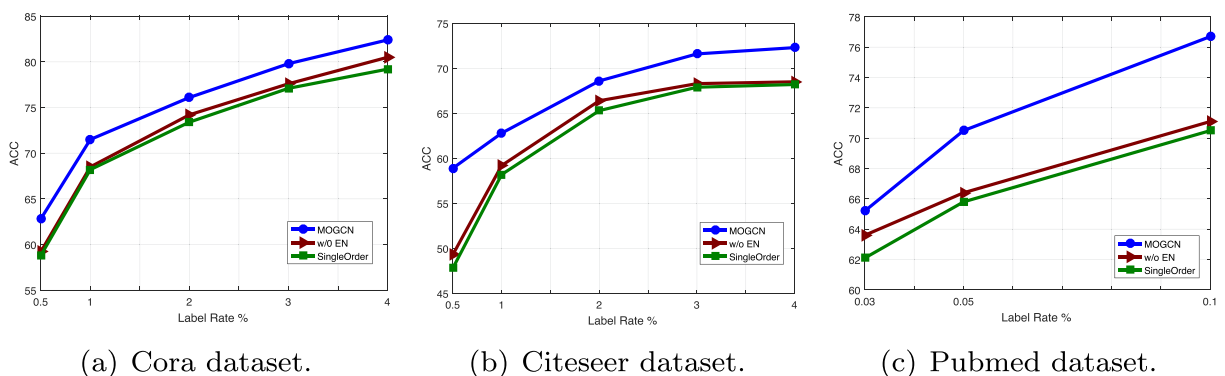 85
80
75
70
65
60
55
ACC
0.5 1 2 3 4
Label Rate %
MOGCN
w/0 EN
SingleOrder
(a) Cora dataset.
75
70
65
60
55
50
45
ACC
0.5 1 2 3 4
Label Rate %
MOGCN
w/o EN
SingleOrder
(b) Citeseer dataset.
78
76
74
72
70
68
66
64
62
60
ACC
0.03 0.05 0.1
Label Rate %
MOGCN
w/o EN
SingleOrder
(c) Pubmed dataset.